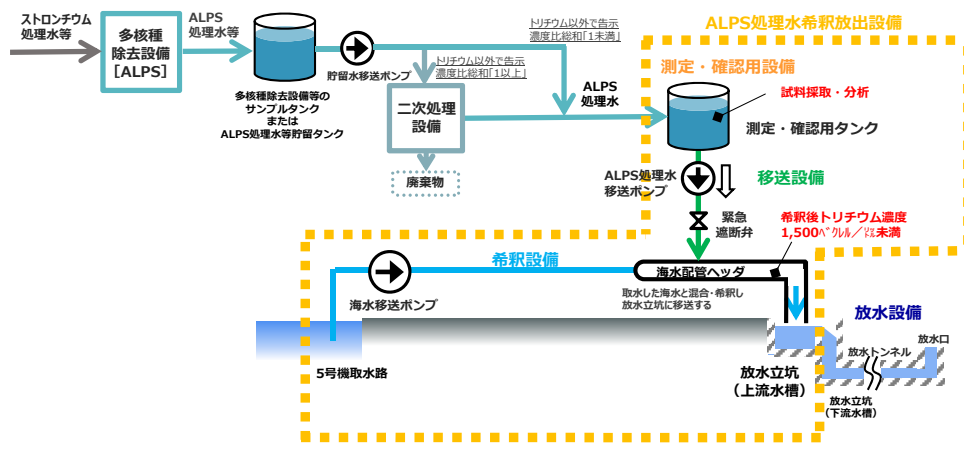 ストロンチウム
処理水等
多核種
除去設備
［ALPS］
ALPS
処理水等
多核種除去設備等の
サンプルタンク
または
ALPS処理水等貯留タンク
貯留水移送ポンプ
トリチウム以外で告示
濃度比総和「1未満」
トリチウム以外で告示
濃度比総和「1以上」
二次処理
設備
廃棄物
ALPS
処理水
ALPS処理水希釈放出設備
測定・確認用設備
試料採取・分析
測定・確認用タンク
ALPS処理水
移送ポンプ
移送設備
緊急
遮断弁
希釈後トリチウム濃度
1,500ﾍﾞｸﾚﾙ／㍑未満
希釈設備
海水移送ポンプ
海水配管ヘッダ
取水した海水と混合・希釈し
放水立坑に移送する
5号機取水路
放水立坑
（上流水槽）
放水設備
放水口
放水トンネル
放水立坑
（下流水槽）